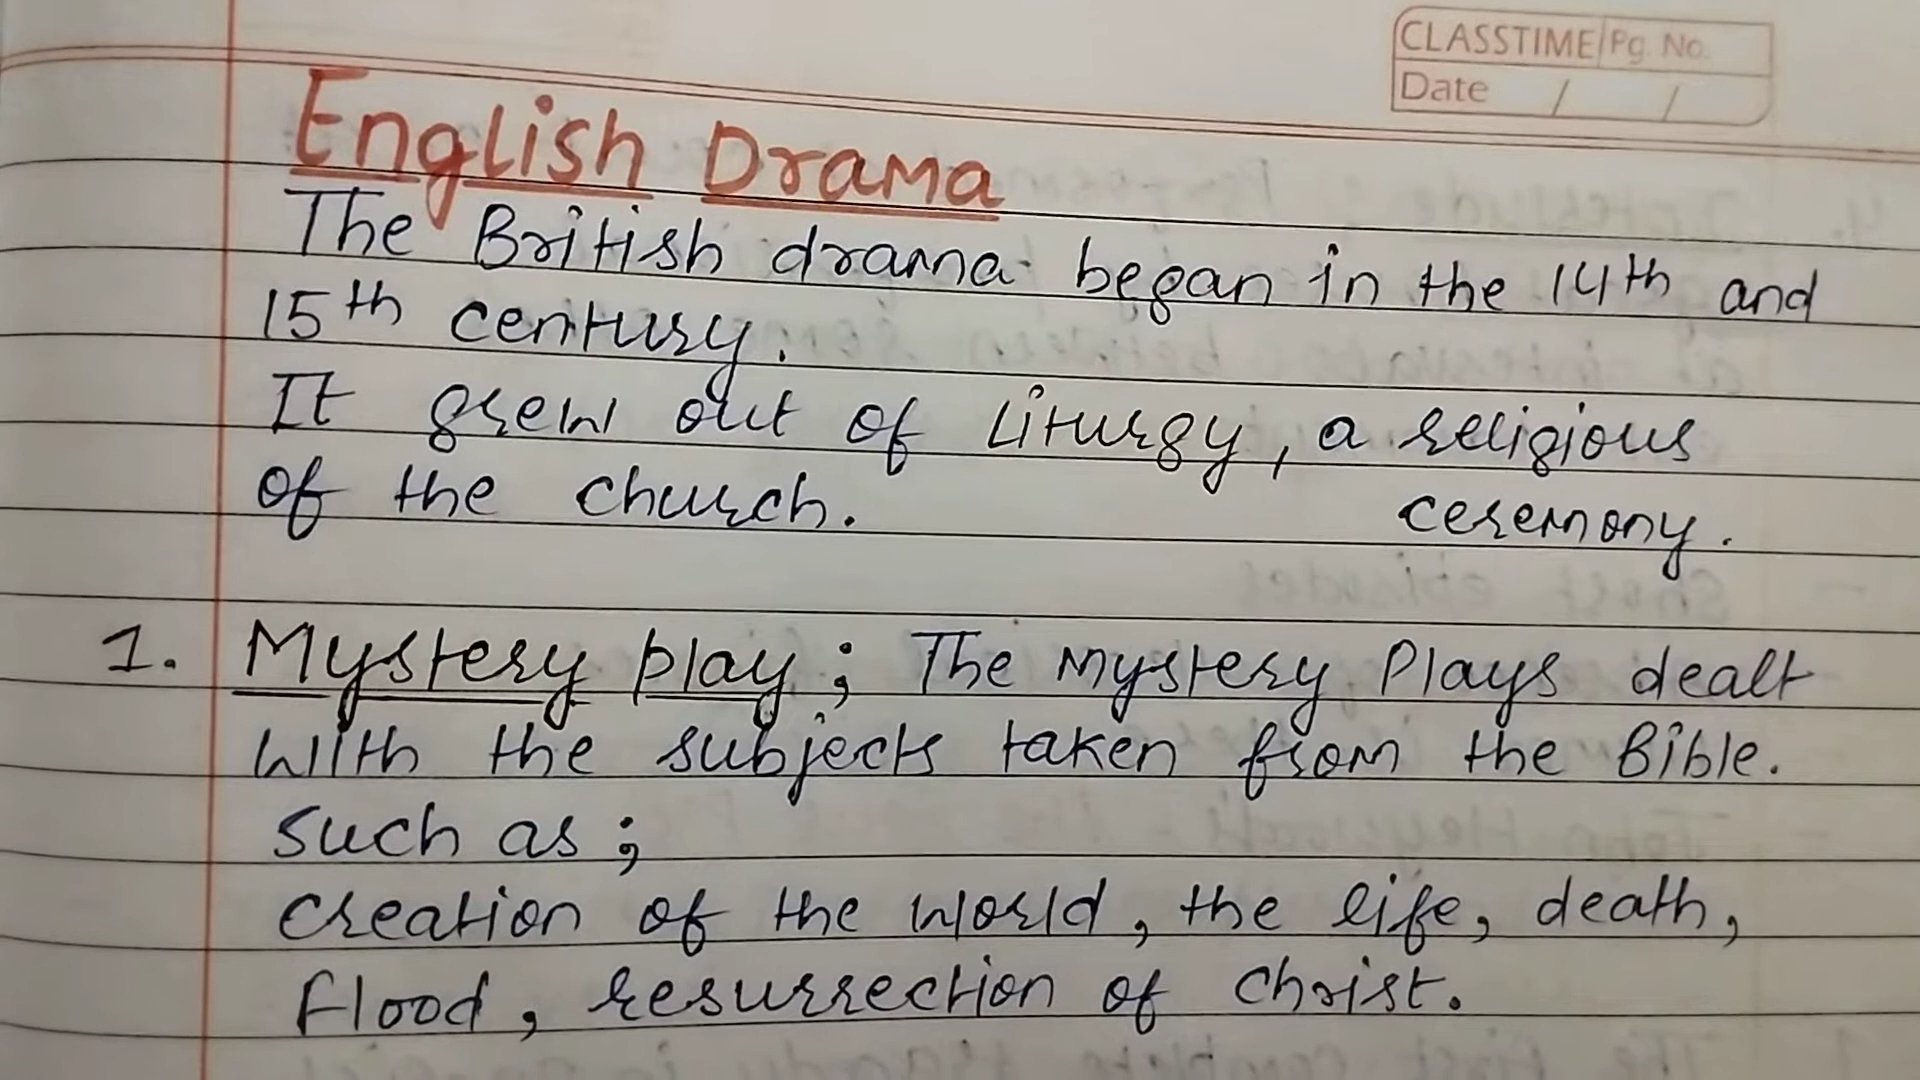 CLASSTIME Pg. No.
Date / /
English Drama
The British drama began in the 14th and
15th century.
It grew out of Liturgy, a religious
of the church. ceremony.
1. Mystery play; The Mystery Plays dealt
with the subjects taken from the Bible.
such as;
creation of the world, the life, death,
flood, resurrection of christ.